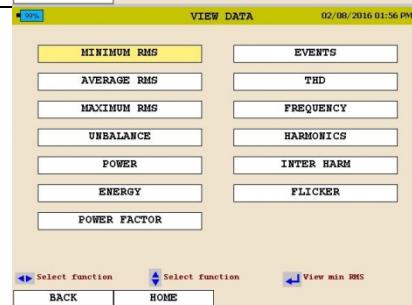 99% VIEW DATA 02/08/2016 01:56 PM
MINIMUM RMS EVENTS
AVERAGE RMS THD
MAXIMUM RMS FREQUENCY
UNBALANCE HARMONICS
POWER INTER HARM
ENERGY FLICKER
POWER FACTOR
Select function Select function View min RMS
BACK HOME